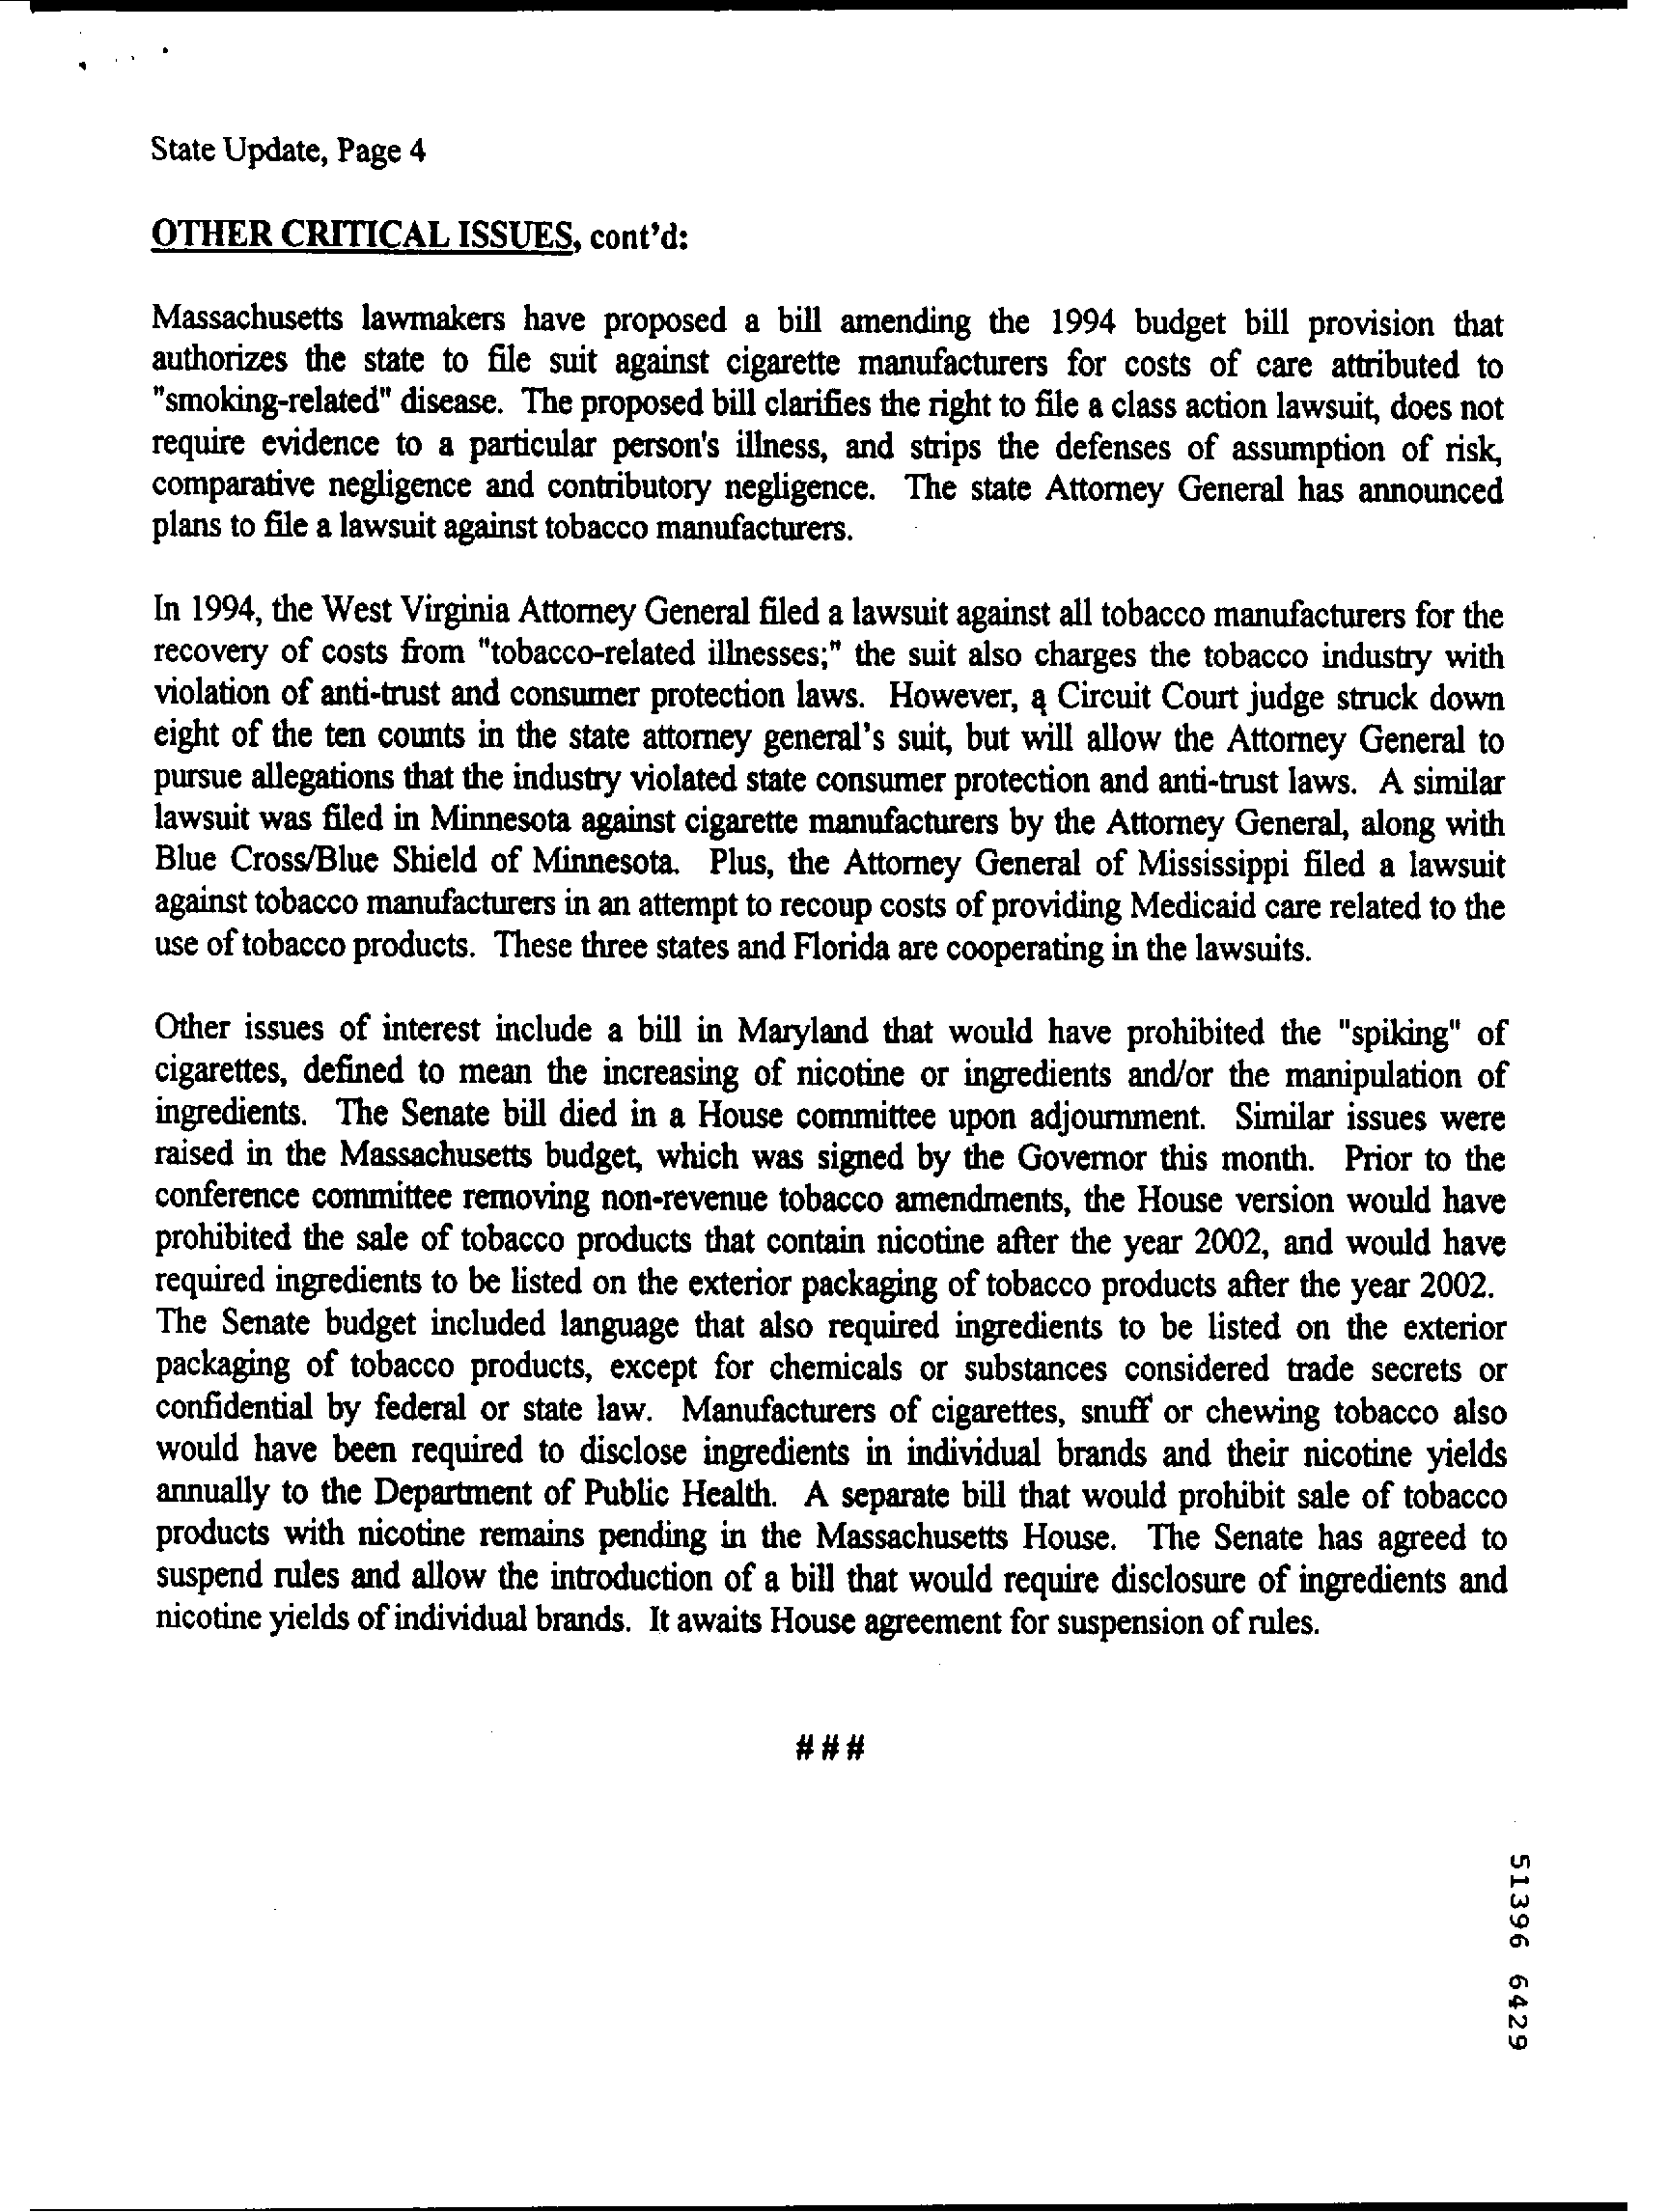 State Update, Page 4
OTHER CRITICAL ISSUES, cont'd:
Massachusetts lawmakers have proposed a bill amending the 1994 budget bill provision that
authorizes the state to file suit against cigarette manufacturers for costs of care attributed to
"smoking-related" disease. The proposed bill clarifies the right to file a class action lawsuit, does not
require evidence to a particular person's illness, and strips the defenses of assumption of risk,
comparative negligence and contributory negligence. The state Attorney General has announced
plans to file a lawsuit against tobacco manufacturers.
In 1994, the West Virginia Attorney General filed a lawsuit against all tobacco manufacturers for the
recovery of costs from "tobacco-related illnesses;" the suit also charges the tobacco industry with
violation of anti-trust and consumer protection laws. However, a Circuit Court judge struck down
eight of the ten counts in the state attorney general's suit, but will allow the Attorney General to
pursue allegations that the industry violated state consumer protection and anti-trust laws. A similar
lawsuit was filed in Minnesota against cigarette manufacturers by the Attorney General, along with
Blue Cross/Blue Shield of Minnesota. Plus, the Attorney General of Mississippi filed a lawsuit
against tobacco manufacturers in an attempt to recoup costs of providing Medicaid care related to the
use of tobacco products. These three states and Florida are cooperating in the lawsuits.
Other issues of interest include a bill in Maryland that would have prohibited the "spiking" of
cigarettes, defined to mean the increasing of nicotine or ingredients and/or the manipulation of
ingredients. The Senate bill died in a House committee upon adjournment. Similar issues were
raised in the Massachusetts budget, which was signed by the Governor this month. Prior to the
conference committee removing non-revenue tobacco amendments, the House version would have
prohibited the sale of tobacco products that contain nicotine after the year 2002, and would have
required ingredients to be listed on the exterior packaging of tobacco products after the year 2002.
The Senate budget included language that also required ingredients to be listed on the exterior
packaging of tobacco products, except for chemicals or substances considered trade secrets or
confidential by federal or state law. Manufacturers of cigarettes, snuff or chewing tobacco also
would have been required to disclose ingredients in individual brands and their nicotine yields
annually to the Department of Public Health. A separate bill that would prohibit sale of tobacco
products with nicotine remains pending in the Massachusetts House. The Senate has agreed to
suspend rules and allow the introduction of a bill that would require disclosure of ingredients and
nicotine yields of individual brands. It awaits House agreement for suspension of rules.
###
51396 6429